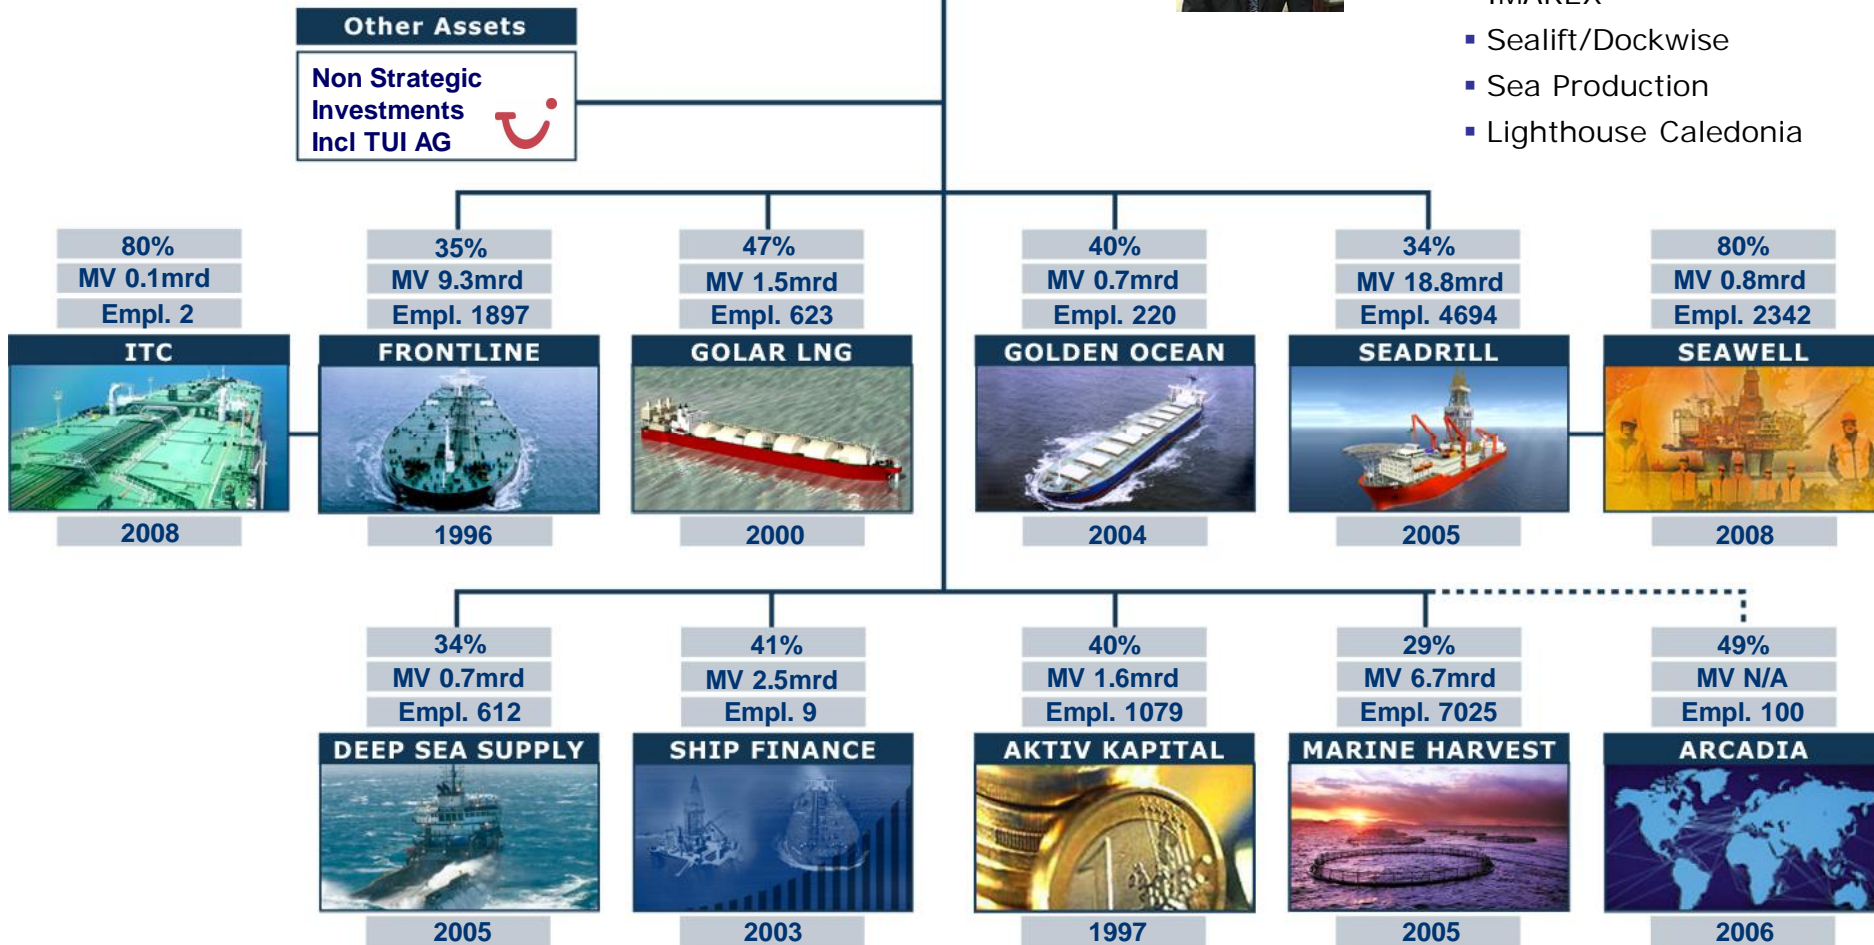 Other Assets
Non Strategic
Investments
Incl TUI AG
Sealift/Dockwise
Sea Production
Lighthouse Caledonia
80%
MV 0.1mrd
Empl. 2
ITC
2008
35%
MV 9.3mrd
Empl. 1897
FRONTLINE
1996
47%
MV 1.5mrd
Empl. 623
GOLAR LNG
2000
40%
MV 0.7mrd
Empl. 220
GOLDEN OCEAN
2004
34%
MV 18.8mrd
Empl. 4694
SEADRILL
2005
80%
MV 0.8mrd
Empl. 2342
SEAWELL
2008
34%
MV 0.7mrd
Empl. 612
DEEP SEA SUPPLY
2005
41%
MV 2.5mrd
Empl. 9
SHIP FINANCE
2003
40%
MV 1.6mrd
Empl. 1079
AKTIV KAPITAL
1997
29%
MV 6.7mrd
Empl. 7025
MARINE HARVEST
2005
49%
MV N/A
Empl. 100
ARCADIA
2006